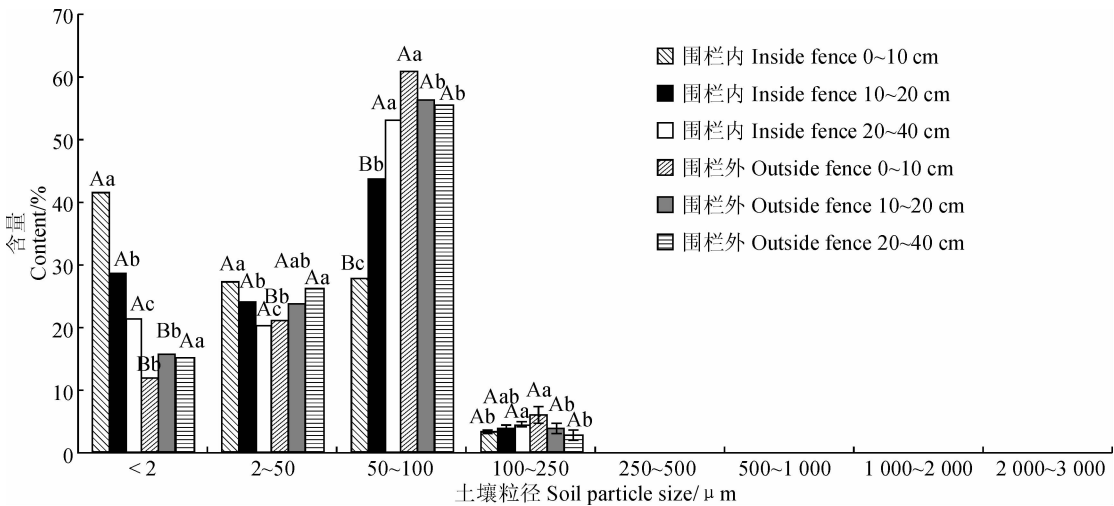 70
60
50
40
30
20
10
0
含量
Content/%
围栏内 Inside fence 0~10 cm
围栏内 Inside fence 10~20 cm
围栏内 Inside fence 20~40 cm
围栏外 Outside fence 0~10 cm
围栏外 Outside fence 10~20 cm
围栏外 Outside fence 20~40 cm
Aa
Ab
Ac
Bb
Bb
Aa
Aa
Ab
Ac
Bb
Aab
Aa
Bc
Bb
Aa
Aa
Ab
Ab
Ab
Aab
Aa
Aa
Ab
Ab
< 2
2~50
50~100
100~250
250~500
500~1 000
1 000~2 000
2 000~3 000
土壤粒径 Soil particle size/ μ m